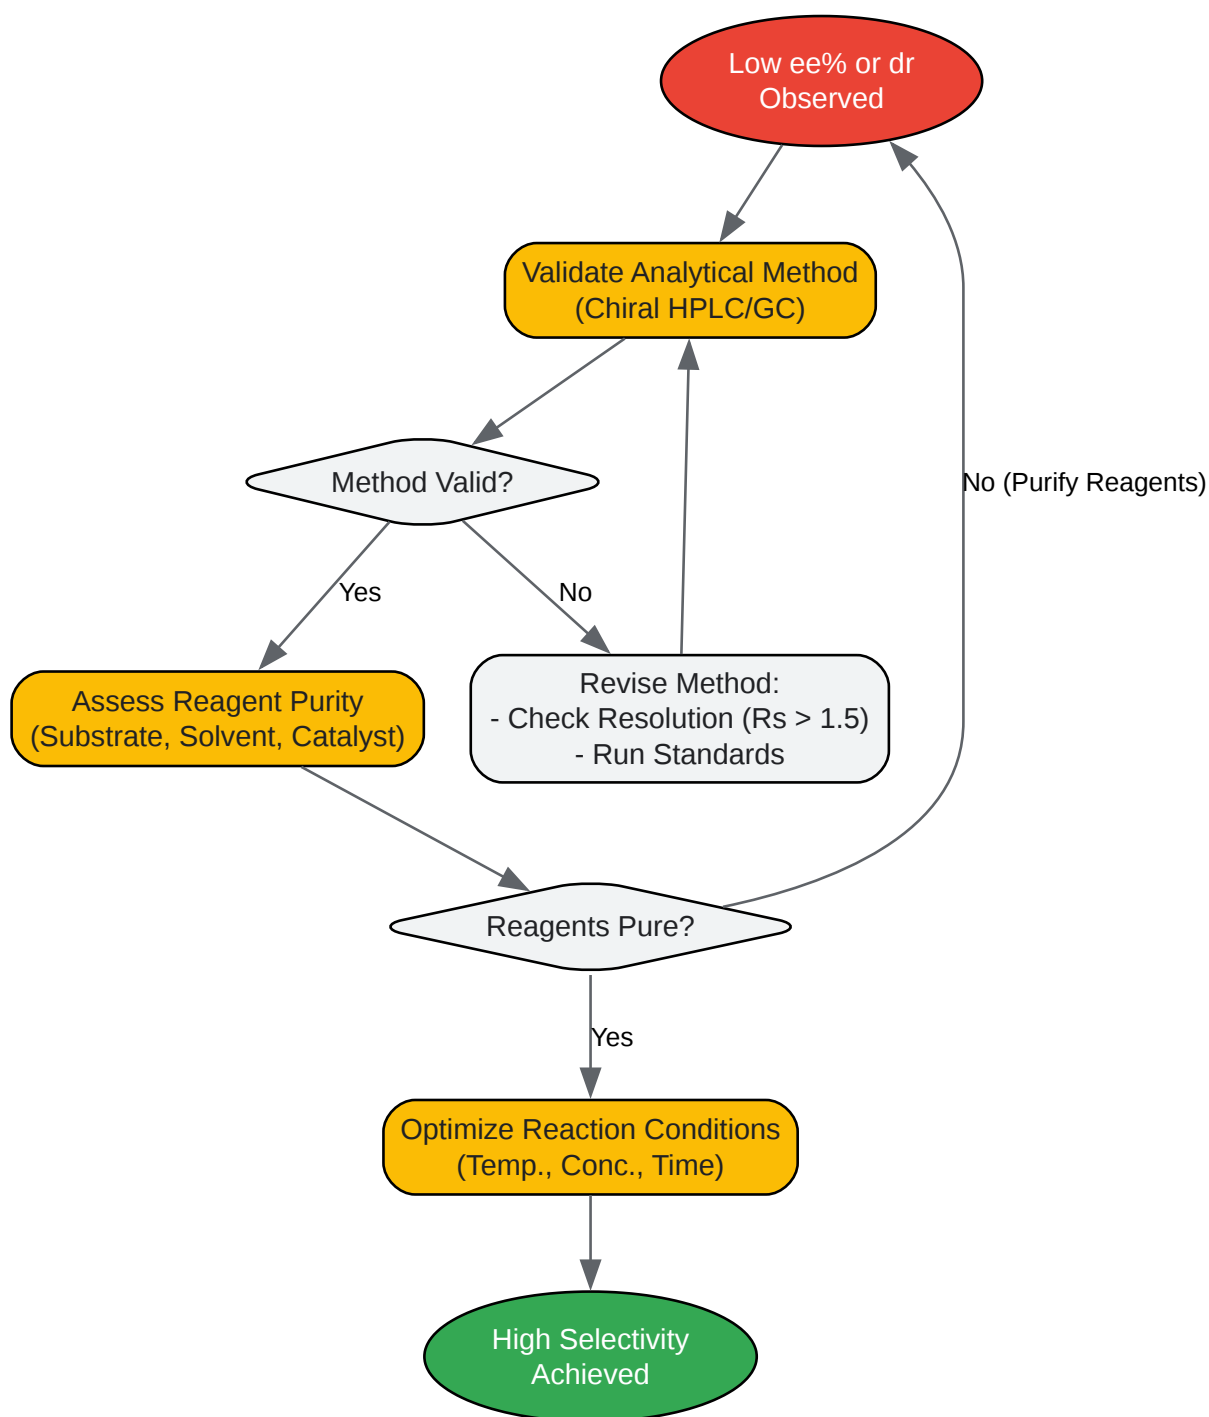 Low ee% or dr
Observed
Validate Analytical Method
(Chiral HPLC/GC)
Method Valid?
No (Purify Reagents)
Yes
No
Assess Reagent Purity
(Substrate, Solvent, Catalyst)
Revise Method:
- Check Resolution (Rs > 1.5)
- Run Standards
Reagents Pure?
Yes
Optimize Reaction Conditions
(Temp., Conc., Time)
High Selectivity
Achieved